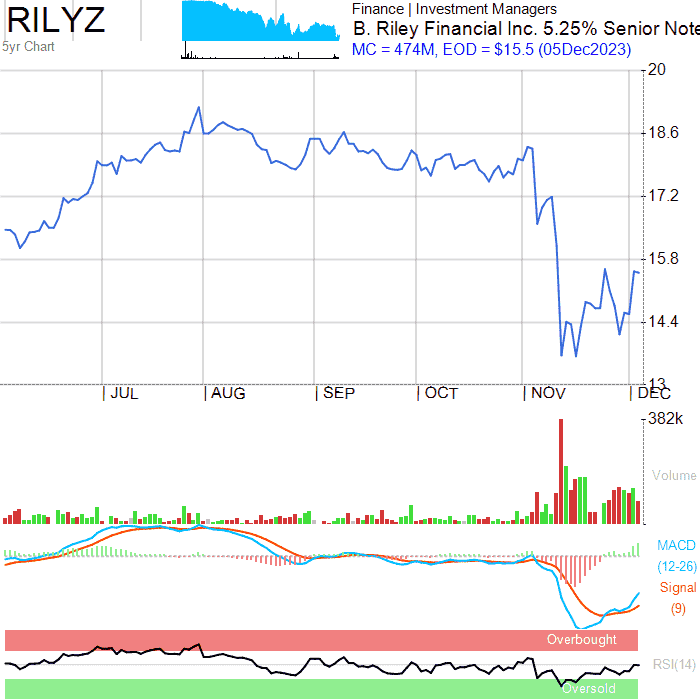 RILYZ
5yr Chart
Finance | Investment Managers
B. Riley Financial Inc. 5.25% Senior Note
MC = 474M, EOD = $15.5 (05Dec2023)
20
18.6
17.2
15.8
14.4
13
| JUL | AUG | SEP | OCT | NOV | DEC
382k
Volume
MACD
(12-26)
Signal
(9)
Overbought
RSI(14)
Oversold